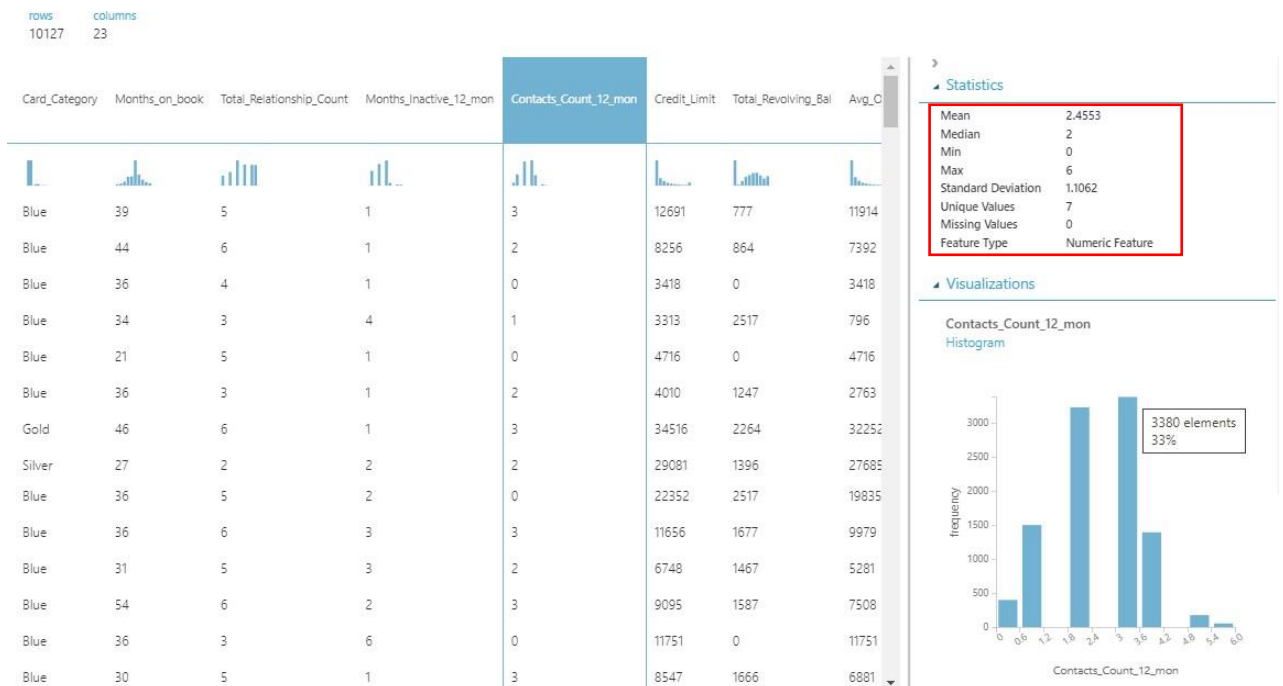 rows columns
10127 23
Card_Category Months_on_book Total_Relationship_Count Months_Inactive_12_mon Contacts_Count_12_mon Credit_Limit Total_Revolving_Bal Avg_O
Blue 39 5 1 3 12691 777 11914
Blue 44 6 1 2 8256 864 7392
Blue 36 4 1 0 3418 0 3418
Blue 34 3 4 1 3313 2517 796
Blue 21 5 1 0 4716 0 4716
Blue 36 3 1 2 4010 1247 2763
Gold 46 6 1 3 34516 2264 32252
Silver 27 2 2 2 29081 1396 27685
Blue 36 5 2 0 22352 2517 19835
Blue 36 6 3 3 11656 1677 9979
Blue 31 5 3 2 6748 1467 5281
Blue 54 6 2 3 9095 1587 7508
Blue 36 3 6 0 11751 0 11751
Blue 30 5 1 3 8547 1666 6881
Statistics
Mean 2.4553
Median 2
Min 0
Max 6
Standard Deviation 1.1062
Unique Values 7
Missing Values 0
Feature Type Numeric Feature
Visualizations
Contacts_Count_12_mon
Histogram
3380 elements
33%
3000
2500
2000
1500
1000
500
0
frequency
0 0.6 1.2 1.8 2.4 3 3.6 4.2 4.8 5.4 6.0
Contacts_Count_12_mon